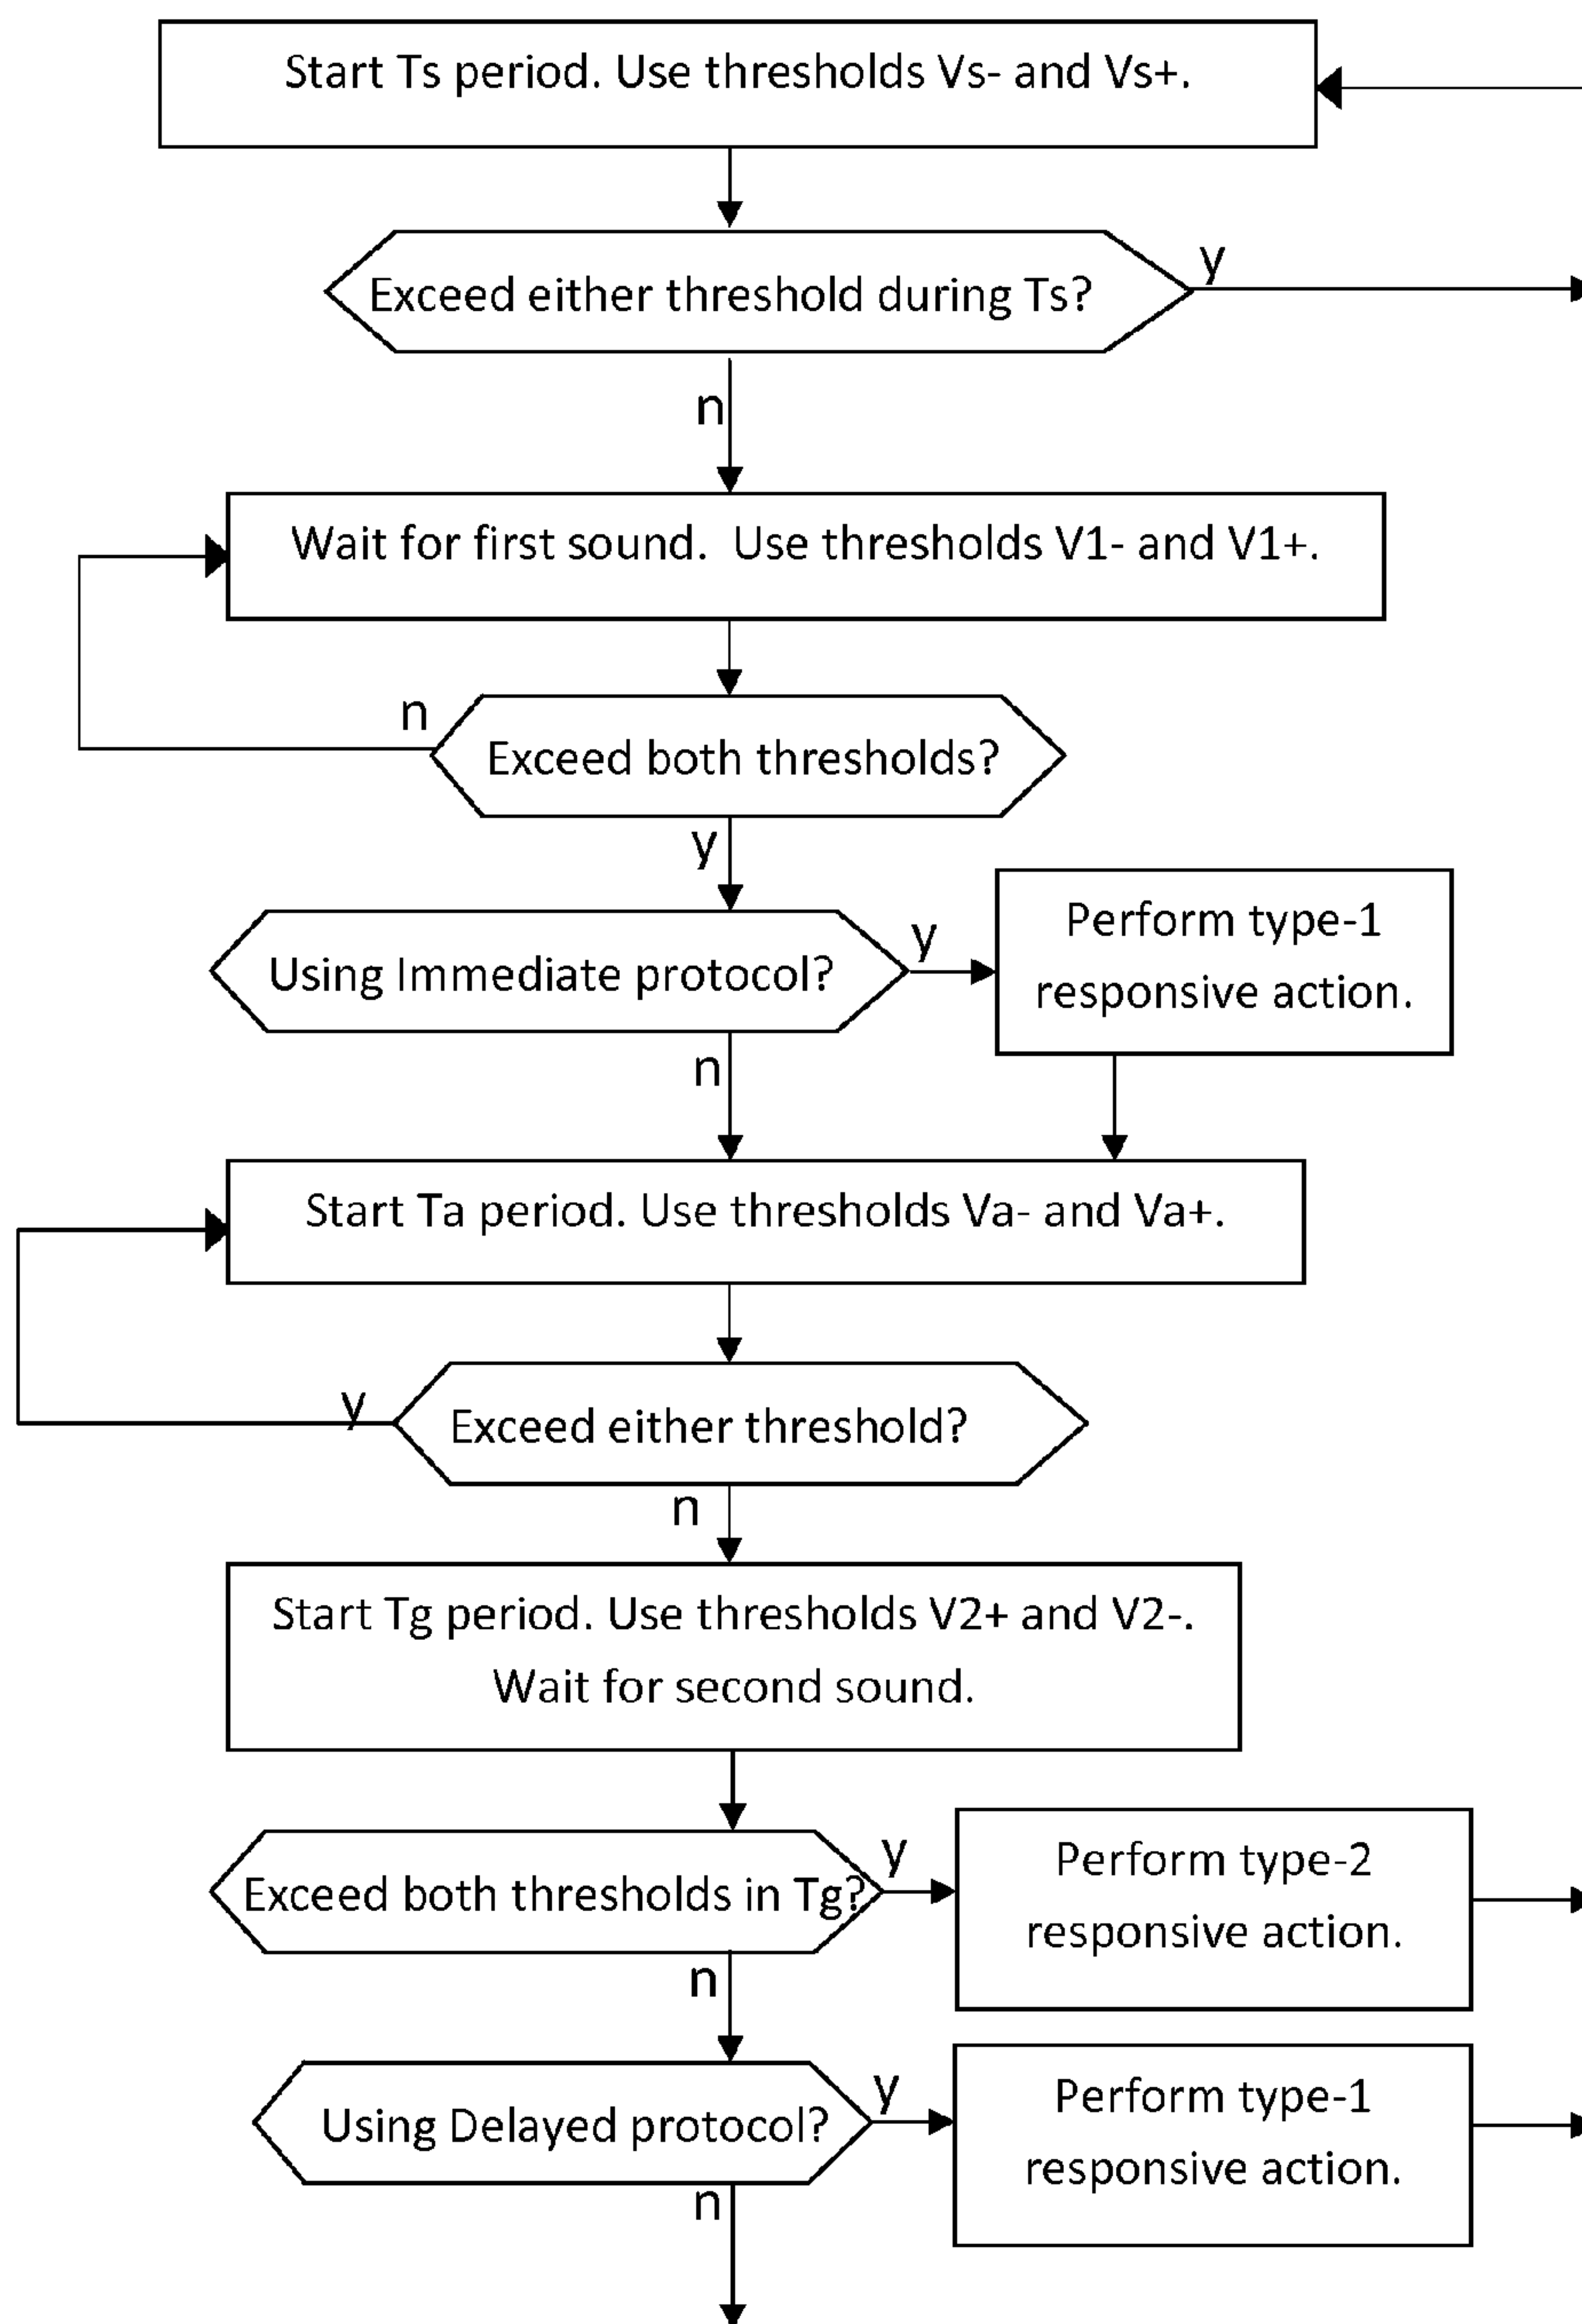 Start Ts period. Use thresholds Vs- and Vs+.
Exceed either threshold during Ts?
y
n
Wait for first sound.  Use thresholds V1- and V1+.
n
Exceed both thresholds?
y
Using Immediate protocol?
y
Perform type-1
responsive action.
n
Start Ta period. Use thresholds Va- and Va+.
y
Exceed either threshold?
n
Start Tg period. Use thresholds V2+ and V2-.
Wait for second sound.
Exceed both thresholds in Tg?
y
Perform type-2
responsive action.
n
Using Delayed protocol?
y
Perform type-1
responsive action.
n